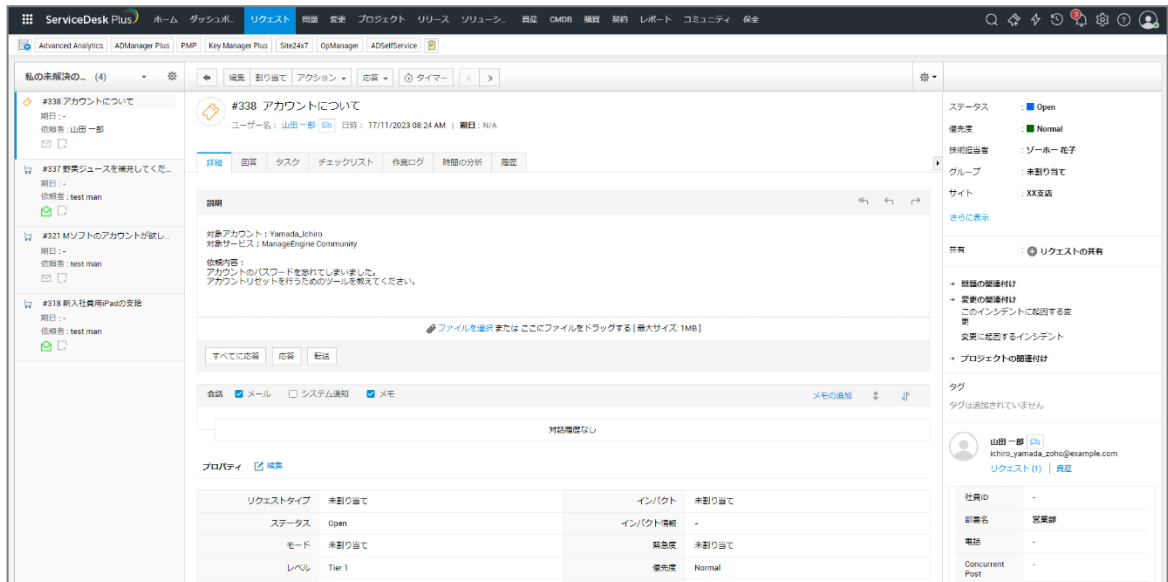 ServiceDesk Plus ホーム ダッシュボ... リクエスト 問題 変更 プロジェクト リリース ソリューシ... 資産 CMDB 購買 契約 レポート コミュニティ 保全 3
Advanced Analytics ADManager Plus PMP Key Manager Plus Site24x7 OpManager ADSelfService
私の未解決の... (4)
編集 割り当て アクション 応答 タイマー
#338 アカウントについて
期日 : -
依頼者 : 山田 一郎
#337 野菜ジュースを補充してくだ...
期日 : -
依頼者 : test man
#321 Mソフトのアカウントが欲し...
期日 : -
依頼者 : test man
#318 新入社員用iPadの支給
期日 : -
依頼者 : test man
#338 アカウントについて
ユーザー名 : 山田 一郎 日時 : 17/11/2023 08:24 AM | 期日 : N/A
詳細 回答 タスク チェックリスト 作業ログ 時間の分析 履歴
説明
対象アカウント : Yamada_Ichiro
対象サービス : ManageEngine Community
依頼内容 :
アカウントのパスワードを忘れてしまいました。
アカウントリセットを行うためのツールを教えてください。
ファイルを選択 または ここにファイルをドラッグする [ 最大サイズ: 1MB ]
すべてに応答 応答 転送
会話 メール システム通知 メモ メモの追加
対話履歴なし
プロパティ 編集
リクエストタイプ 未割り当て インパクト 未割り当て
ステータス Open インパクト情報 -
モード 未割り当て 緊急度 未割り当て
レベル Tier 1 優先度 Normal
ステータス : Open
優先度 : Normal
技術担当者 : ゾーホー 花子
グループ : 未割り当て
サイト : XX支店
さらに表示
共有 : リクエストの共有
問題の関連付け
変更の関連付け
このインシデントに起因する変
更
変更に起因するインシデント
プロジェクトの関連付け
タグ
タグは追加されていません
山田 一郎
ichiro_yamada_zoho@example.com
リクエスト (1) | 資産
社員ID -
部署名 営業部
電話 -
Concurrent
Post -